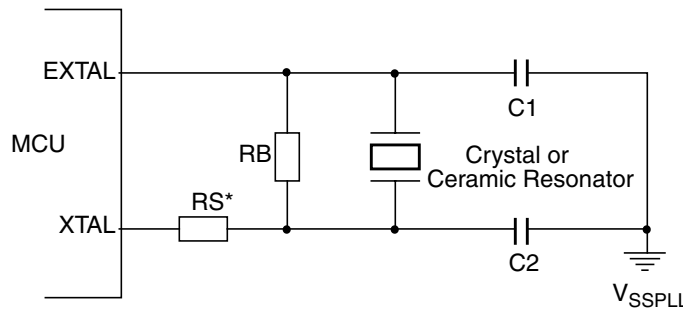 EXTAL
C1
MCU
RB
Crystal or
Ceramic Resonator
RS*
XTAL
C2
VSSPLL